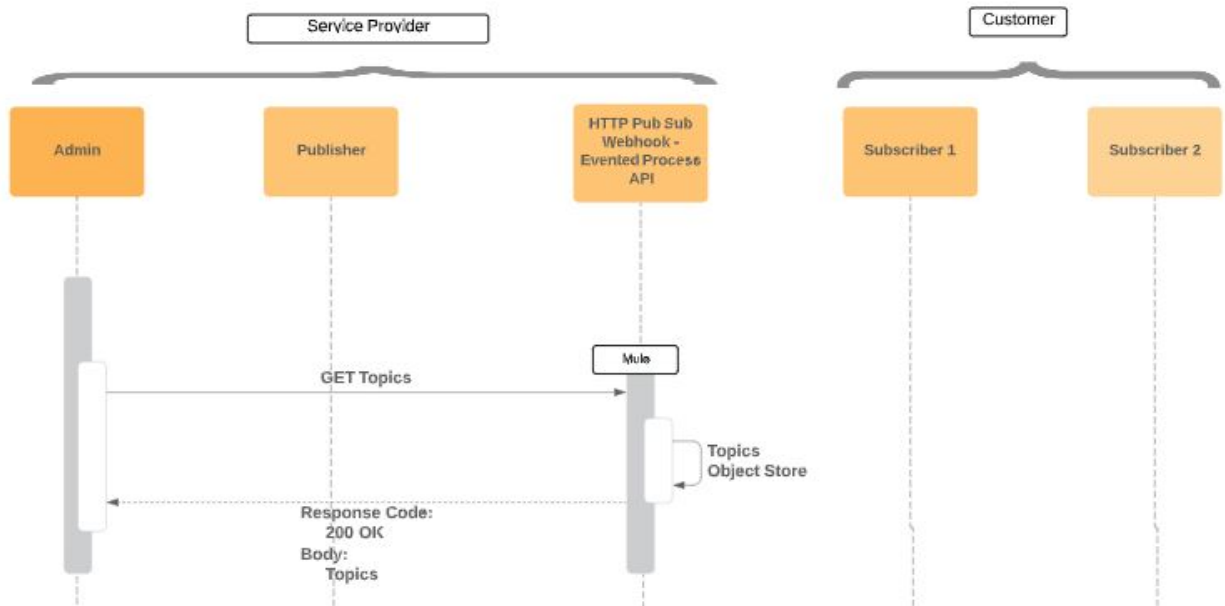 Service Provider
Customer
Admin
Publisher
HTTP Pub Sub
Webhook -
Evented Process
API
Subscriber 1
Subscriber 2
Mule
GET Topics
Topics
Object Store
Response Code:
200 OK
Body:
Topics